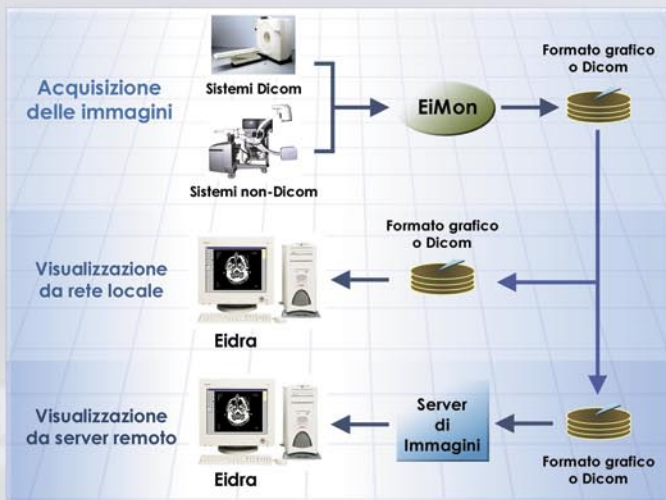 Acquisizione
delle immagini
Sistemi Dicom
Sistemi non-Dicom
EiMon
Formato grafico
o Dicom
Visualizzazione
da rete locale
Eidra
Formato grafico
o Dicom
Visualizzazione
da server remoto
Eidra
Server
di
Immagini
Formato grafico
o Dicom